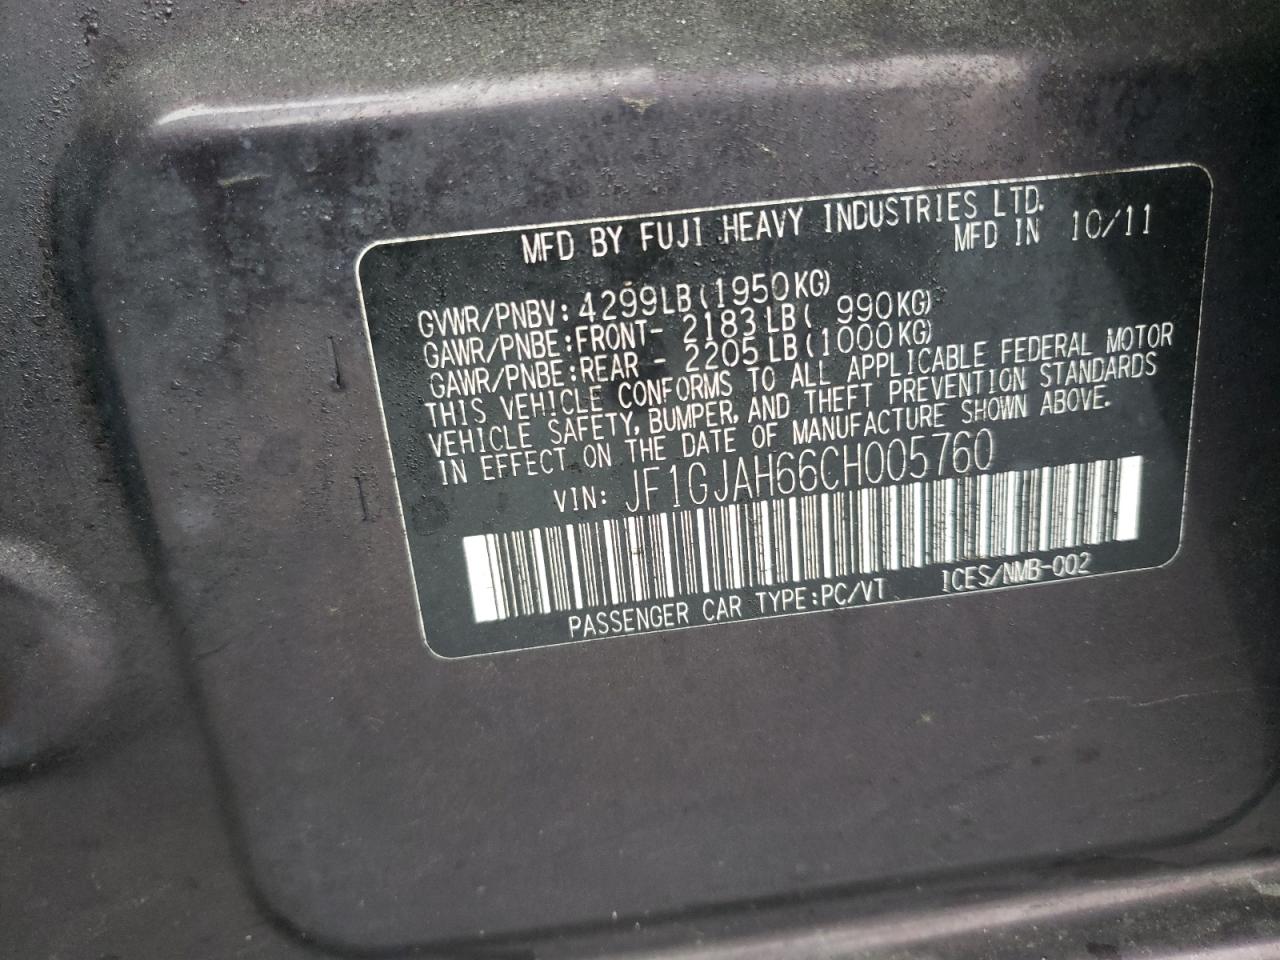 MFD BY FUJI HEAVY INDUSTRIES LTD.
MFD IN 10/11
GVWR/PNBV: 4299LB(1950KG)
GAWR/PNBE:FRONT- 2183LB( 990KG)
GAWR/PNBE:REAR - 2205LB(1000KG)
THIS VEHICLE CONFORMS TO ALL APPLICABLE FEDERAL MOTOR
VEHICLE SAFETY, BUMPER, AND THEFT PREVENTION STANDARDS
IN EFFECT ON THE DATE OF MANUFACTURE SHOWN ABOVE.
VIN: JF1GJAH66CH005760
PASSENGER CAR TYPE:PC/VT ICES/NMB-002